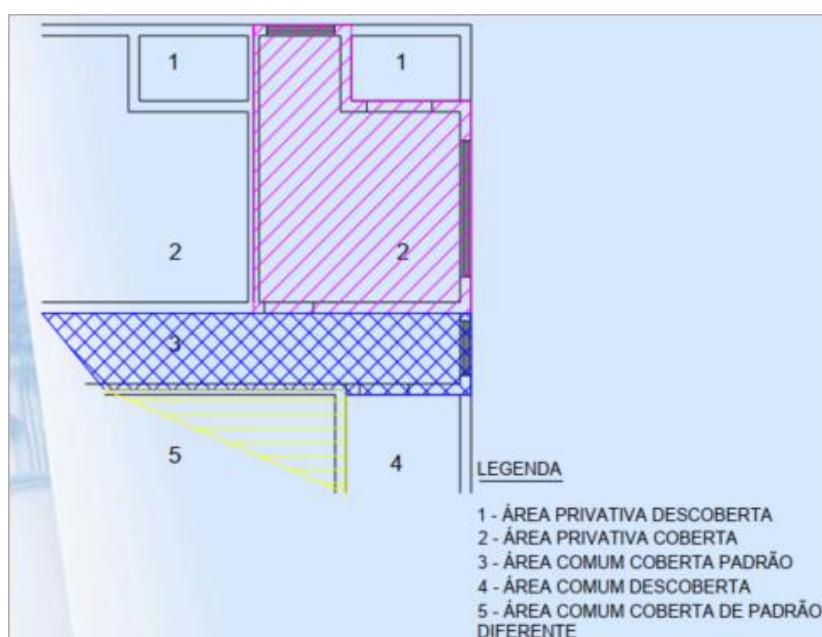 1
1
2
2
3
5
4
LEGENDA
1 - ÁREA PRIVATIVA DESCOBERTA
2 - ÁREA PRIVATIVA COBERTA
3 - ÁREA COMUM COBERTA PADRÃO
4 - ÁREA COMUM DESCOBERTA
5 - ÁREA COMUM COBERTA DE PADRÃO
DIFERENTE